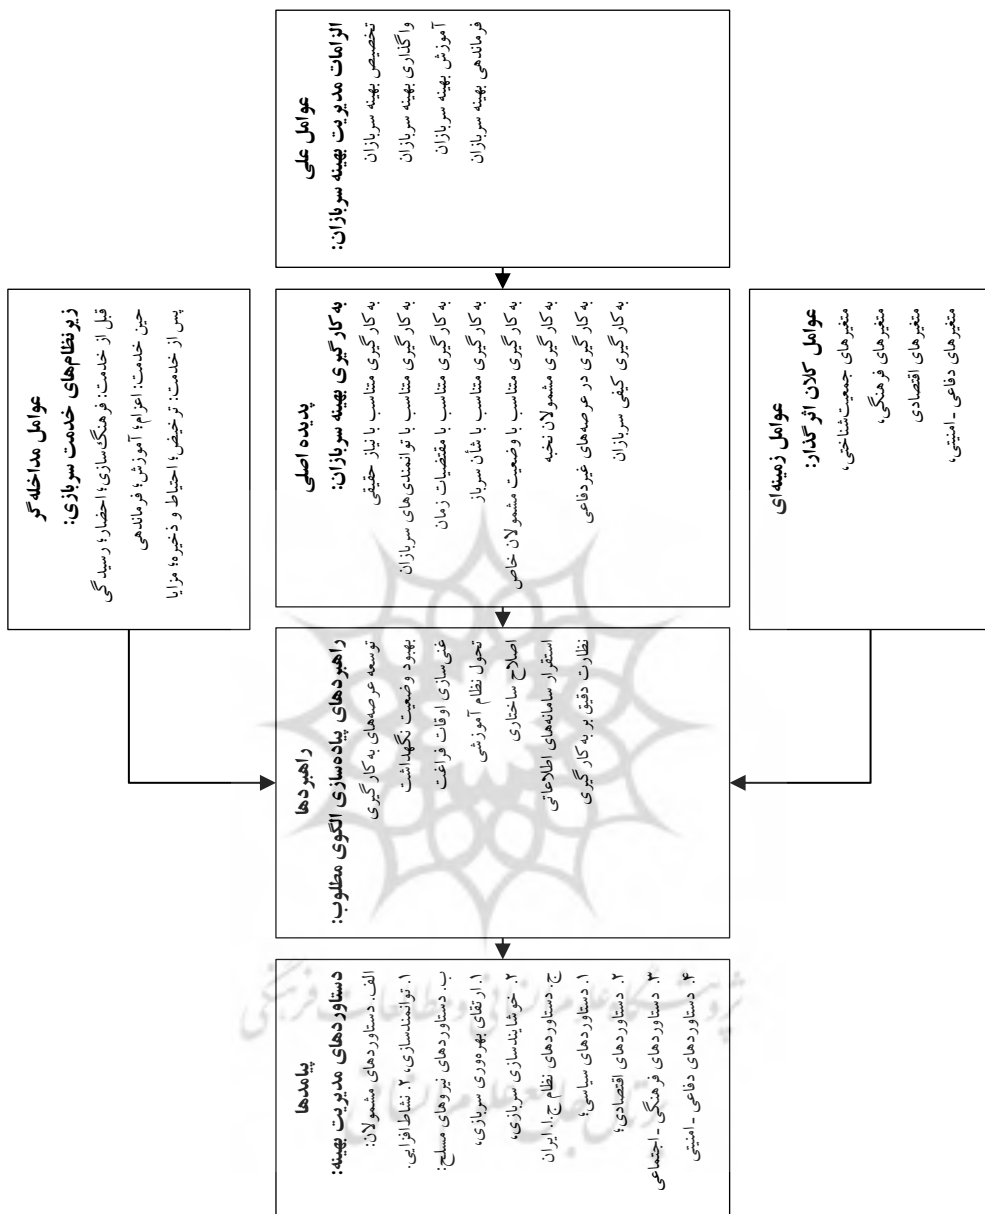 عوامل علی
الزامات مدیریت بهینه سربازان:
تخصیص بهینه سربازان
واگذاری بهینه سربازان
آموزش بهینه سربازان
فرماندهی بهینه سربازان
عوامل مداخله‌گر
زیرنظام‌های خدمت سربازی:
قبل از خدمت: فرهنگ‌سازی؛ احضار؛ رسیدگی
حین خدمت: اعزام؛ آموزش؛ فرماندهی
پس از خدمت: ترخیص؛ احتیاط و ذخیره؛ مزایا
پدیده اصلی
به‌کارگیری بهینه سربازان:
به‌کارگیری متناسب با نیاز حقیقی
به‌کارگیری متناسب با توانمندی‌های سربازان
به‌کارگیری متناسب با مقتضیات زمان
به‌کارگیری متناسب با شأن سرباز
به‌کارگیری متناسب با وضعیت مشمولان خاص
به‌کارگیری مشمولان نخبه
به‌کارگیری در عرصه‌های غیردفاعی
به‌کارگیری کیفی سربازان
عوامل زمینه‌ای
عوامل کلان اثرگذار:
متغیرهای جمعیت‌شناختی،
متغیرهای فرهنگی،
متغیرهای اقتصادی
متغیرهای دفاعی - امنیتی،
راهبردها
راهبردهای پیاده‌سازی الگوی مطلوب:
توسعه عرصه‌های به‌کارگیری
بهبود وضعیت نگهداشت
غنی‌سازی اوقات فراغت
تحول نظام آموزشی
اصلاح ساختاری
استقرار سامانه‌های اطلاعاتی
نظارت دقیق بر به‌کارگیری
پیامدها
دستاوردهای مدیریت بهینه:
الف. دستاوردهای مشمولان:
۱. توانمندسازی، ۲. نشاط‌افزایی.
ب. دستاوردهای نیروهای مسلح:
۱. ارتقای بهره‌وری سربازی،
۲. خوشایندسازی سربازی،
ج. دستاوردهای نظام ج.ا.ایران
۱. دستاوردهای سیاسی؛
۲. دستاوردهای اقتصادی؛
۳. دستاوردهای فرهنگی - اجتماعی
۴. دستاوردهای دفاعی - امنیتی
پژوهشگاه علوم انسانی و مطالعات فرهنگی
پرتال جامع علوم انسانی